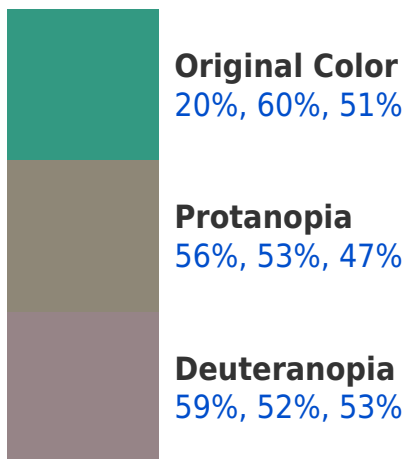 Original Color
20%, 60%, 51%
Protanopia
56%, 53%, 47%
Deuteranopia
59%, 52%, 53%